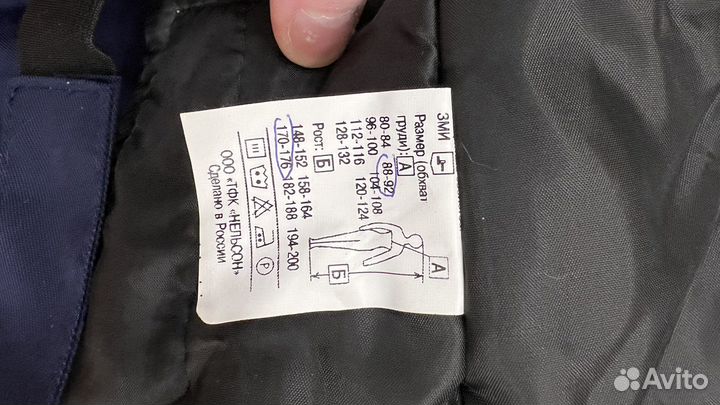 ЗМИ
Размер (обхват
груди): А
80-84 88-92
96-100 104-108
112-116 120-124
128-132
Рост: Б
148-152 158-164
170-176 182-188 194-200
А
Б
P
ООО «ТФК «НЕЛЬСОН»
Сделано в России
Avito